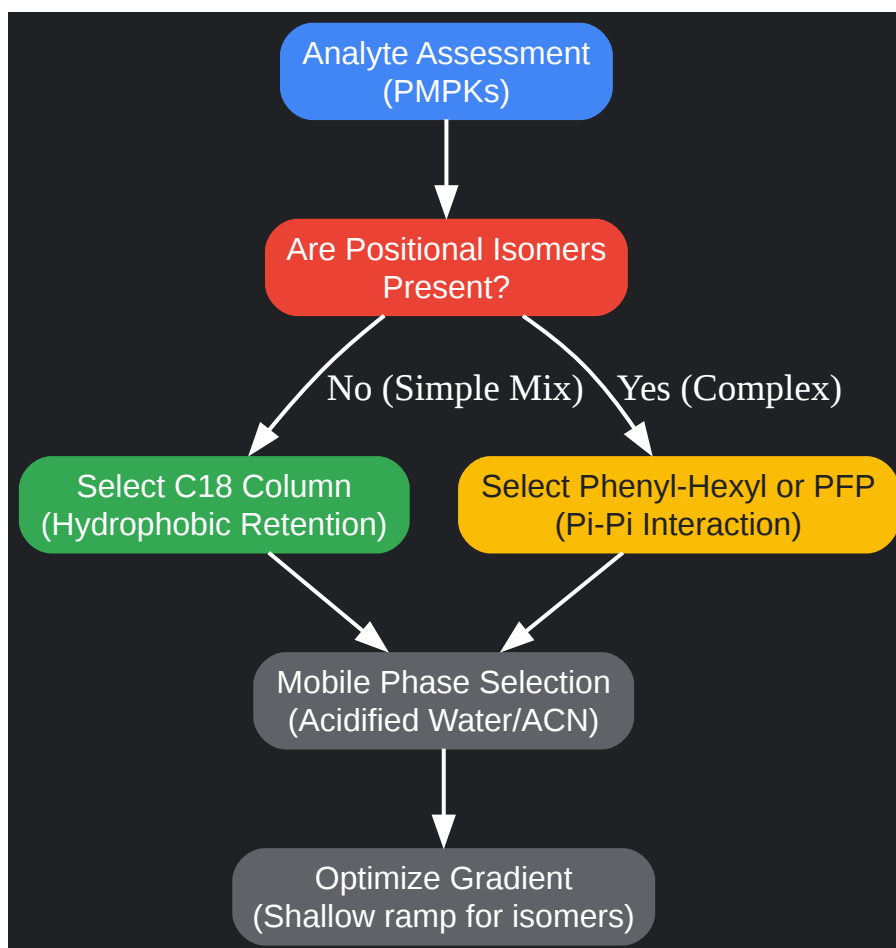 Analyte Assessment
(PMPKs)
Are Positional Isomers
Present?
No (Simple Mix)
Yes (Complex)
Select C18 Column
(Hydrophobic Retention)
Select Phenyl-Hexyl or PFP
(Pi-Pi Interaction)
Mobile Phase Selection
(Acidified Water/ACN)
Optimize Gradient
(Shallow ramp for isomers)